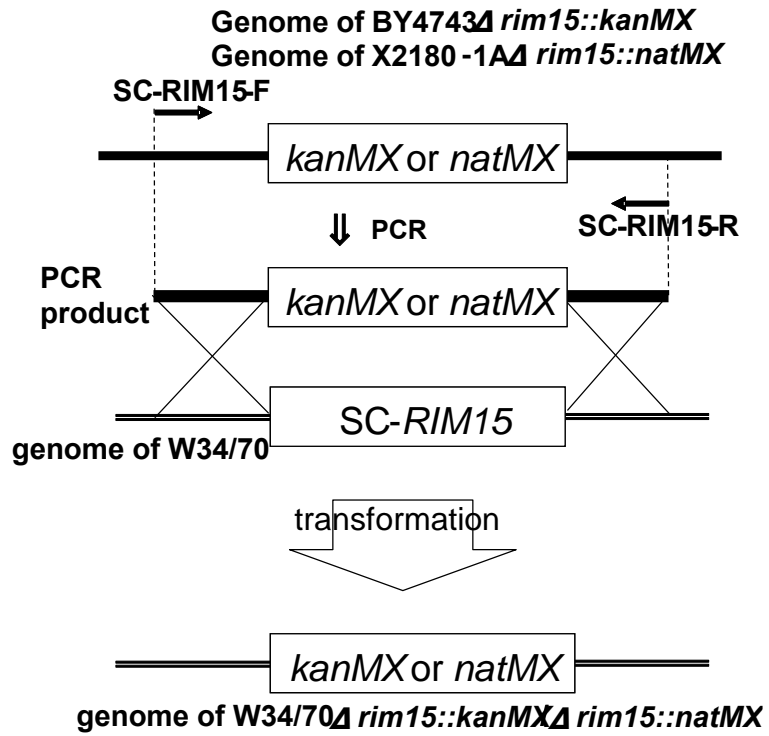 Genome of BY4743Δ rim15::kanMX
Genome of X2180 -1AΔ rim15::natMX
SC-RIM15-F
kanMX or natMX
SC-RIM15-R
⇓ PCR
PCR
product
kanMX or natMX
SC-RIM15
genome of W34/70
transformation
kanMX or natMX
genome of W34/70Δ rim15::kanMX/Δ rim15::natMX